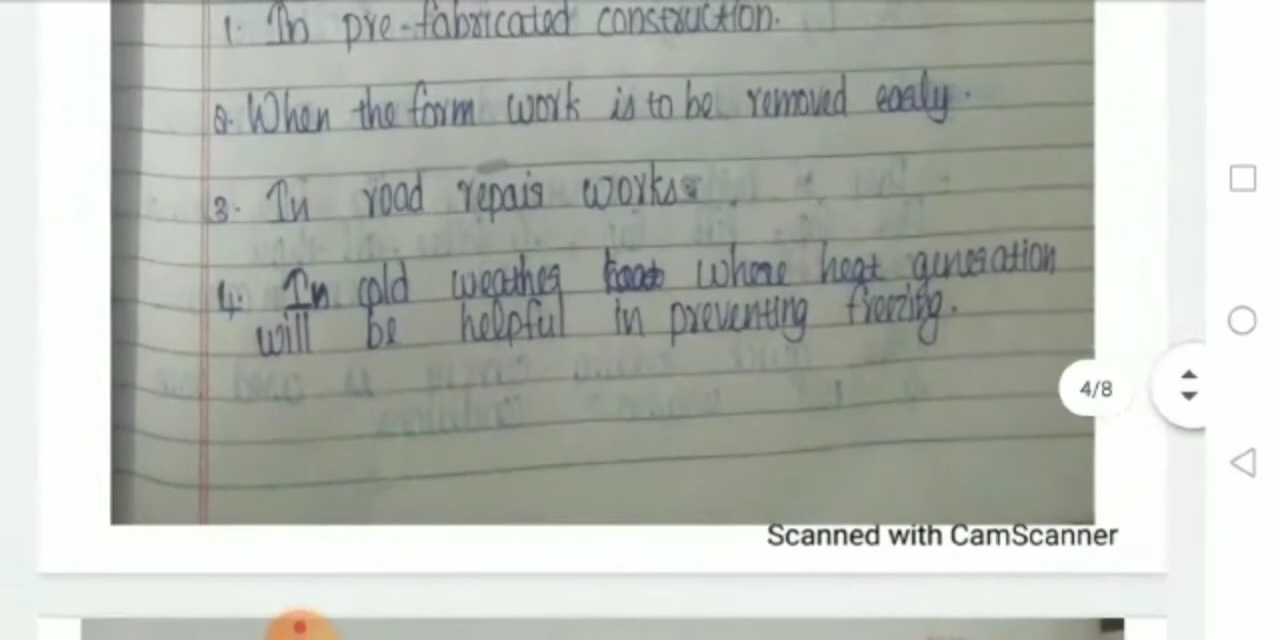 1. In pre-fabricated construction.
2. When the form work is to be removed easly.
3. In road repair works.
4. In cold weather where heat generation
will be helpful in preventing freezing.
4/8
Scanned with CamScanner